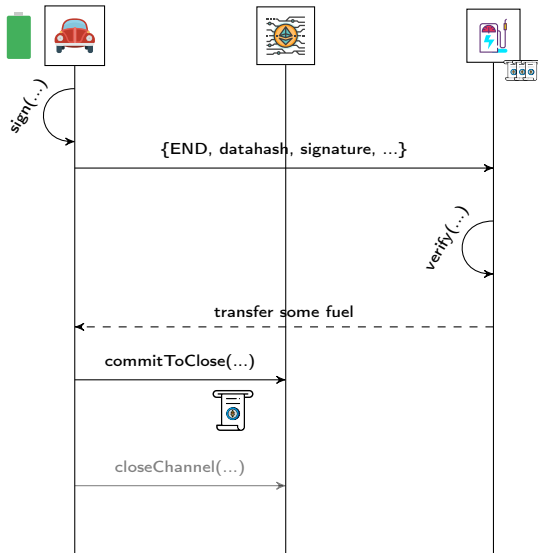 sign(...)
{END, datahash, signature, ...}
verify(...)
transfer some fuel
commitToClose(...)
closeChannel(...)